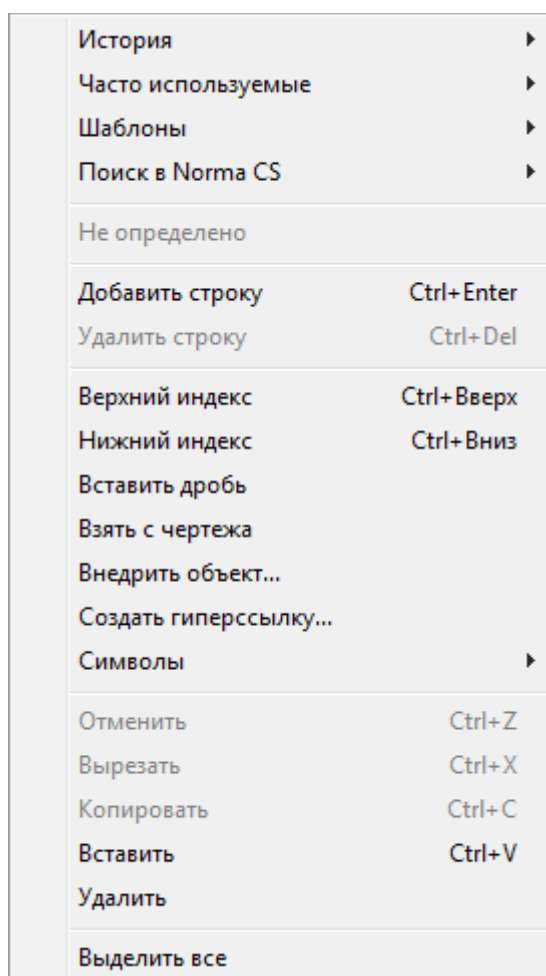 История
Часто используемые
Шаблоны
Поиск в Norma CS
Не определено
Добавить строку Ctrl+Enter
Удалить строку Ctrl+Del
Верхний индекс Ctrl+Вверх
Нижний индекс Ctrl+Вниз
Вставить дробь
Взять с чертежа
Внедрить объект...
Создать гиперссылку...
Символы
Отменить Ctrl+Z
Вырезать Ctrl+X
Копировать Ctrl+C
Вставить Ctrl+V
Удалить
Выделить все